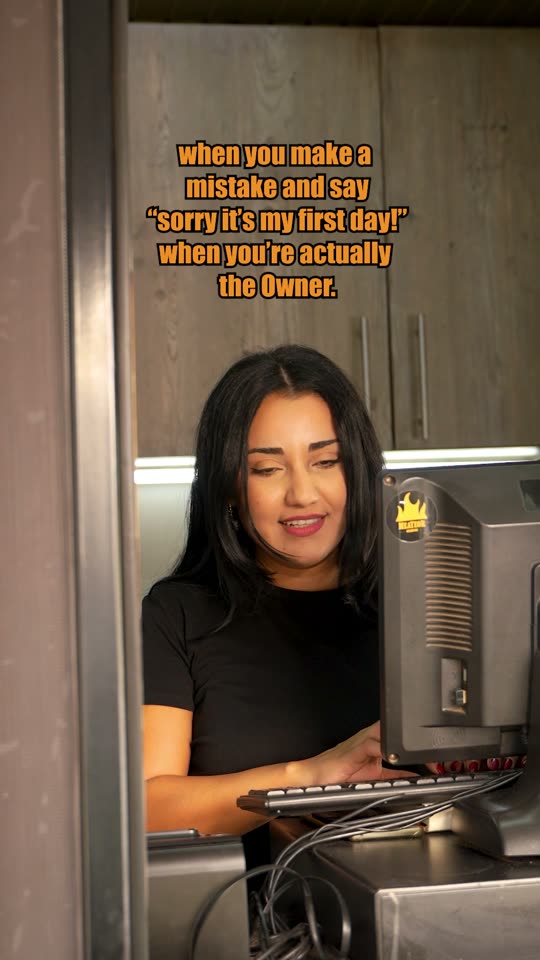 when you make a
mistake and say
“sorry it’s my first day!”
when you’re actually
the Owner.